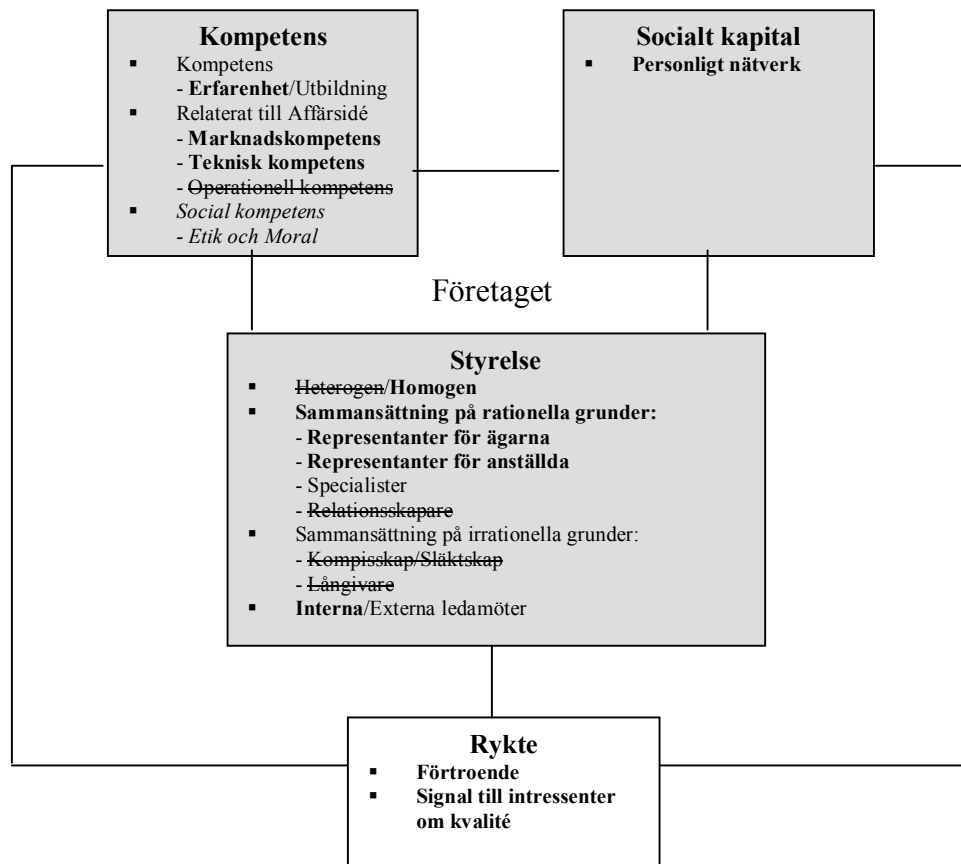 Kompetens
▪ Kompetens
- Erfarenhet/Utbildning
▪ Relaterat till Affärsidé
- Marknadskompetens
- Teknisk kompetens
- Operationell kompetens
▪ Social kompetens
- Etik och Moral
Socialt kapital
▪ Personligt nätverk
Företaget
Styrelse
▪ Heterogen/Homogen
▪ Sammansättning på rationella grunder:
- Representanter för ägarna
- Representanter för anställda
- Specialister
- Relationsskapare
▪ Sammansättning på irrationella grunder:
- Kompisskap/Släktskap
- Långivare
▪ Interna/Externa ledamöter
Rykte
▪ Förtroende
▪ Signal till intressenter
om kvalité